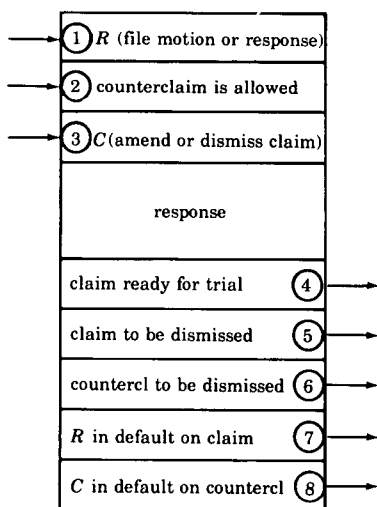 1 R (file motion or response)
2 counterclaim is allowed
3 C (amend or dismiss claim)
response
claim ready for trial 4
claim to be dismissed 5
countercl to be dismissed 6
R in default on claim 7
C in default on countercl 8